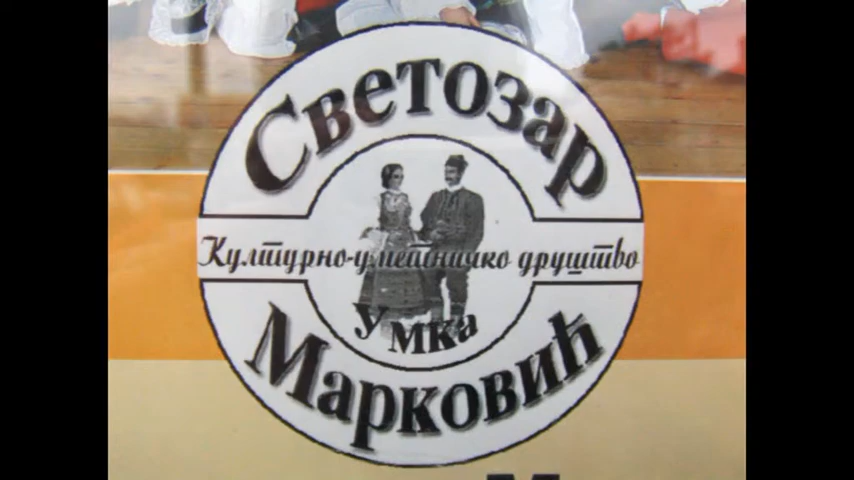 Светозар
Културно-уметничко друштво
Умка
Марковић